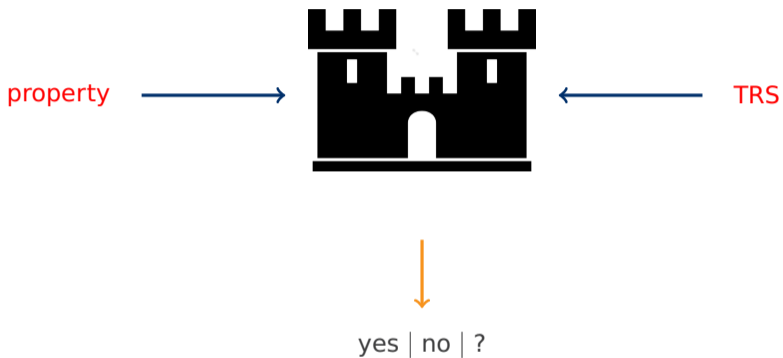 property
TRS
yes | no | ?